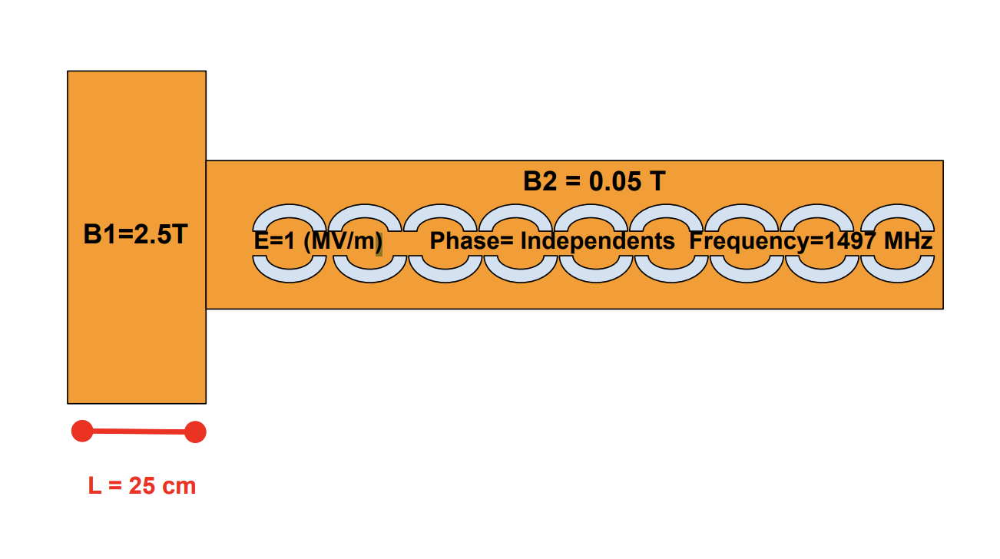 B2 = 0.05 T
B1=2.5T
E=1 (MV/m)
Phase= Independents
Frequency=1497 MHz
L = 25 cm